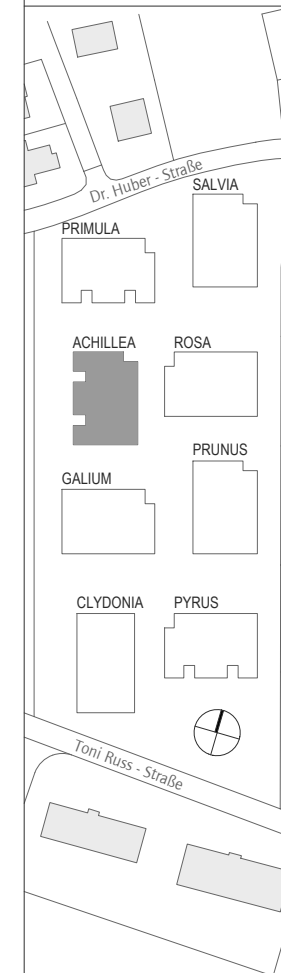 Dr. Huber - Straße
SALVIA
PRIMULA
ACHILLEA
ROSA
PRUNUS
GALIUM
CLYDONIA
PYRUS
Toni Russ - Straße